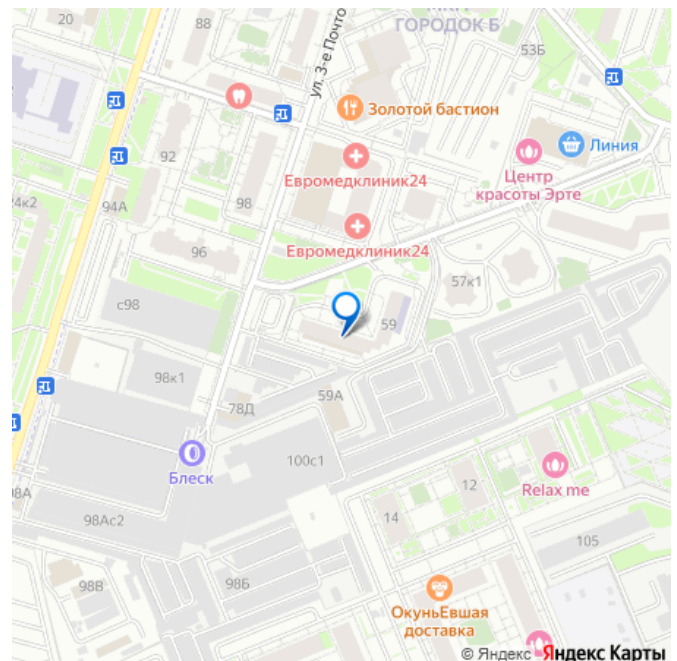 20
88
ГОРОДОК Б
53Б
ул. 3-е Почто
Золотой бастион
Линия
92
Евромедклиник24
Центр
красоты Эрте
98
94А
24к2
96
Евромедклиник24
57к1
с98
59
98к1
59А
78Д
Блеск
100с1
12
Relax me
98А
14
98Ас2
105
98В
98Б
ОкуньЕвшая
доставка
© Яндекс Яндекс Карты